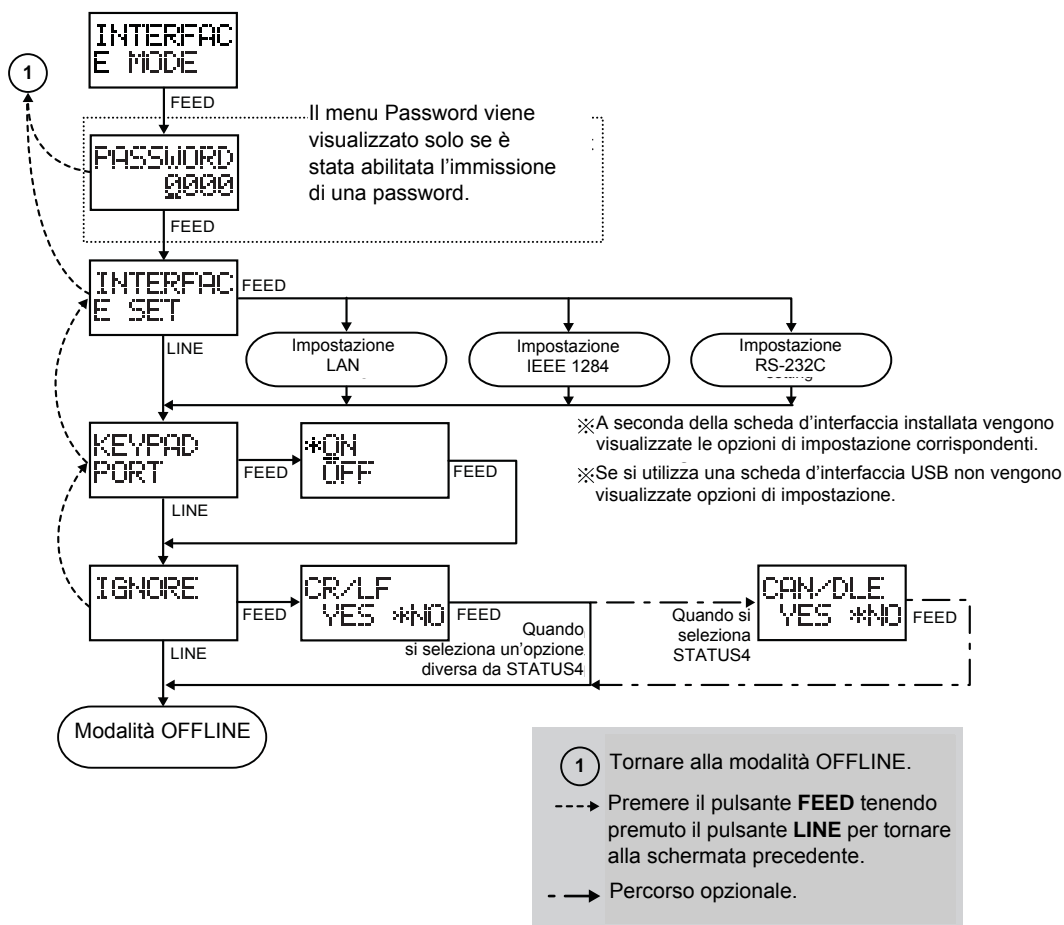 INTERFAC
E MODE
1
FEED
Il menu Password viene
visualizzato solo se è
stata abilitata l'immissione
di una password.
PASSWORD
0000
FEED
INTERFAC
E SET
FEED
LINE
Impostazione
LAN
Impostazione
IEEE 1284
Impostazione
RS-232C
※A seconda della scheda d'interfaccia installata vengono
visualizzate le opzioni di impostazione corrispondenti.
※Se si utilizza una scheda d'interfaccia USB non vengono
visualizzate opzioni di impostazione.
KEYPAD
PORT
FEED
*ON
OFF
FEED
LINE
IGNORE
FEED
CR/LF
YES *NO
FEED
Quando
si seleziona un'opzione
diversa da STATUS4
Quando si
seleziona
STATUS4
CAN/DLE
YES *NO
FEED
LINE
Modalità OFFLINE
1 Tornare alla modalità OFFLINE.
Premere il pulsante FEED tenendo
premuto il pulsante LINE per tornare
alla schermata precedente.
Percorso opzionale.